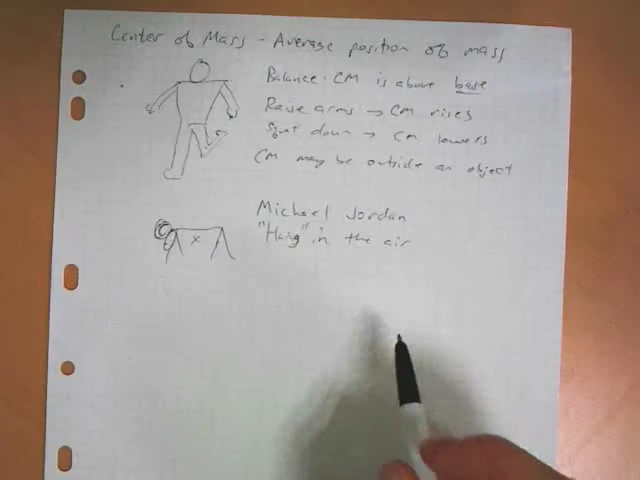 Center of Mass - Average position of mass
Balance: CM is above base
Raise arms → CM rises
Squt down → CM lowers
CM may be outside an object
Michael Jordan
"Hang" in the air
x